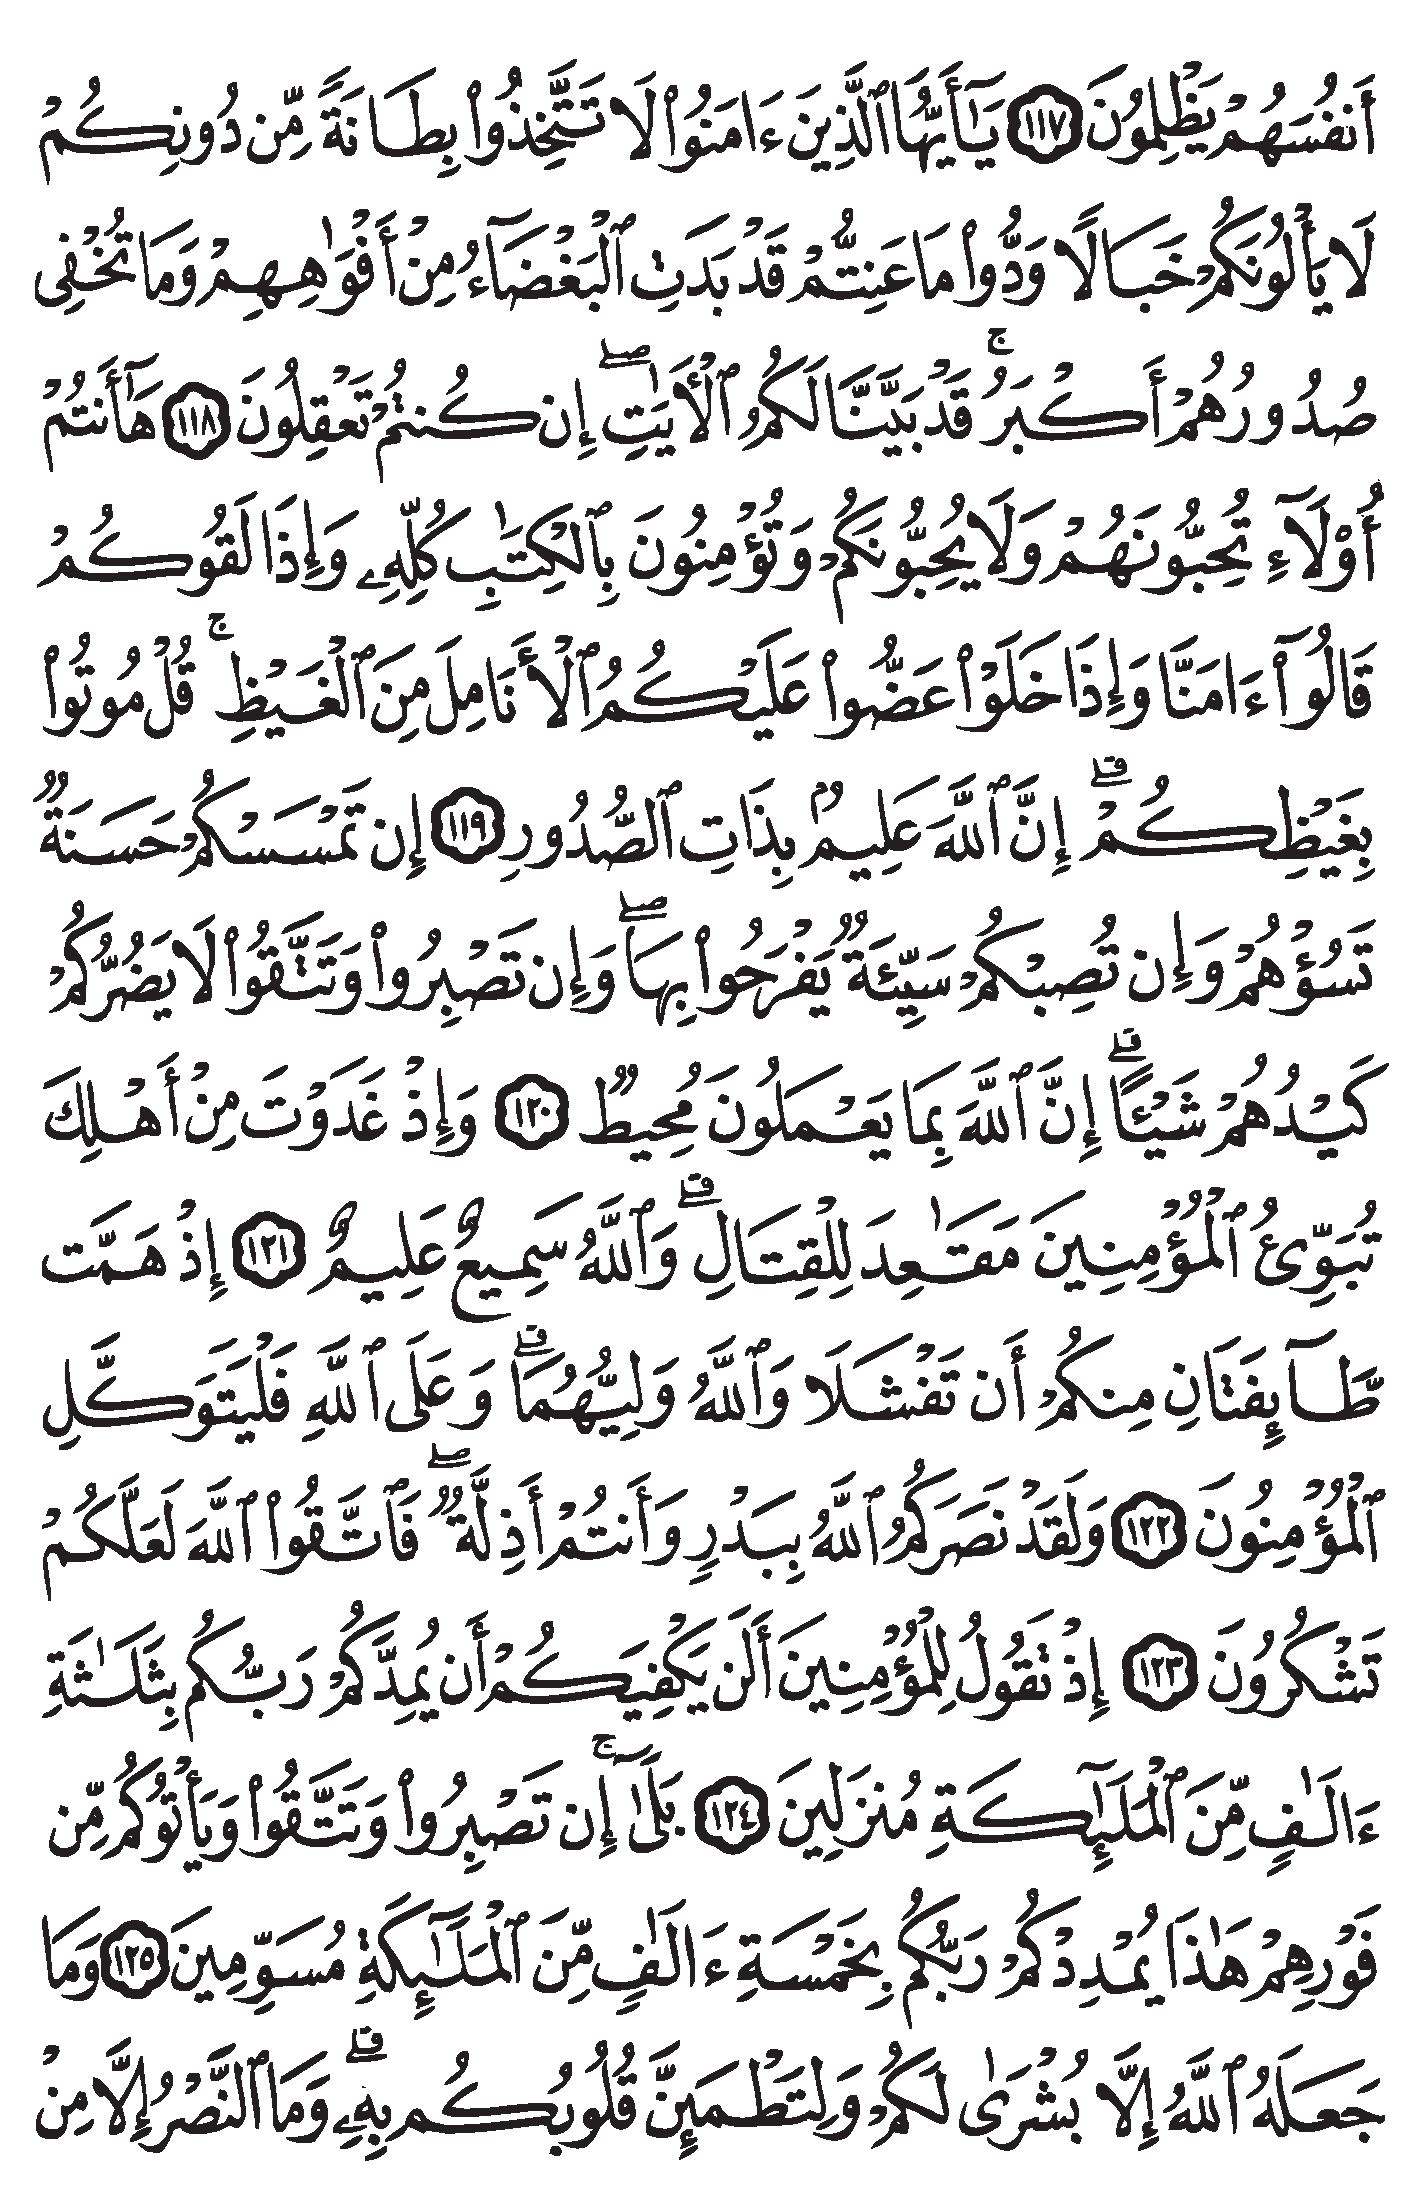 أَنفُسَهُمْ يَظْلِمُونَ ١١٧ يَٰٓأَيُّهَا ٱلَّذِينَ ءَامَنُوا۟ لَا تَتَّخِذُوا۟ بِطَانَةً مِّن دُونِكُمْ
لَا يَأْلُونَكُمْ خَبَالًا وَدُّوا۟ مَا عَنِتُّمْ قَدْ بَدَتِ ٱلْبَغْضَآءُ مِنْ أَفْوَٰهِهِمْ وَمَا تُخْفِى
صُدُورُهُمْ أَكْبَرُ ۚ قَدْ بَيَّنَّا لَكُمُ ٱلْأَيَٰتِ ۖ إِن كُنتُمْ تَعْقِلُونَ ١١٨ هَٰٓأَنتُمْ
أُو۟لَآءِ تُحِبُّونَهُمْ وَلَا يُحِبُّونَكُمْ وَتُؤْمِنُونَ بِٱلْكِتَٰبِ كُلِّهِۦ وَإِذَا لَقُوكُمْ
قَالُوٓا۟ ءَامَنَّا وَإِذَا خَلَوْا۟ عَضُّوا۟ عَلَيْكُمُ ٱلْأَنَامِلَ مِنَ ٱلْغَيْظِ ۚ قُلْ مُوتُوا۟
بِغَيْظِكُمْ ۗ إِنَّ ٱللَّهَ عَلِيمٌۢ بِذَاتِ ٱلصُّدُورِ ١١٩ إِن تَمْسَسْكُمْ حَسَنَةٌ
تَسُؤْهُمْ وَإِن تُصِبْكُمْ سَيِّئَةٌ يَفْرَحُوا۟ بِهَا ۖ وَإِن تَصْبِرُوا۟ وَتَتَّقُوا۟ لَا يَضُرُّكُمْ
كَيْدُهُمْ شَيْـًٔا ۗ إِنَّ ٱللَّهَ بِمَا يَعْمَلُونَ مُحِيطٌ ١٢٠ وَإِذْ غَدَوْتَ مِنْ أَهْلِكَ
تُبَوِّئُ ٱلْمُؤْمِنِينَ مَقَٰعِدَ لِلْقِتَالِ ۗ وَٱللَّهُ سَمِيعٌ عَلِيمٌ ١٢١ إِذْ هَمَّت
طَّآئِفَتَانِ مِنكُمْ أَن تَفْشَلَا وَٱللَّهُ وَلِيُّهُمَا ۗ وَعَلَى ٱللَّهِ فَلْيَتَوَكَّلِ
ٱلْمُؤْمِنُونَ ١٢٢ وَلَقَدْ نَصَرَكُمُ ٱللَّهُ بِبَدْرٍ وَأَنتُمْ أَذِلَّةٌ ۖ فَٱتَّقُوا۟ ٱللَّهَ لَعَلَّكُمْ
تَشْكُرُونَ ١٢٣ إِذْ تَقُولُ لِلْمُؤْمِنِينَ أَلَن يَكْفِيَكُمْ أَن يُمِدَّكُمْ رَبُّكُم بِثَلَٰثَةِ
ءَالَٰفٍ مِّنَ ٱلْمَلَٰٓئِكَةِ مُنزَلِينَ ١٢٤ بَلَىٰٓ ۚ إِن تَصْبِرُوا۟ وَتَتَّقُوا۟ وَيَأْتُوكُم مِّن
فَوْرِهِمْ هَٰذَا يُمْدِدْكُمْ رَبُّكُم بِخَمْسَةِ ءَالَٰفٍ مِّنَ ٱلْمَلَٰٓئِكَةِ مُسَوِّمِينَ ١٢٥ وَمَا
جَعَلَهُ ٱللَّهُ إِلَّا بُشْرَىٰ لَكُمْ وَلِتَطْمَئِنَّ قُلُوبُكُم بِهِۦ ۗ وَمَا ٱلنَّصْرُ إِلَّا مِنْ